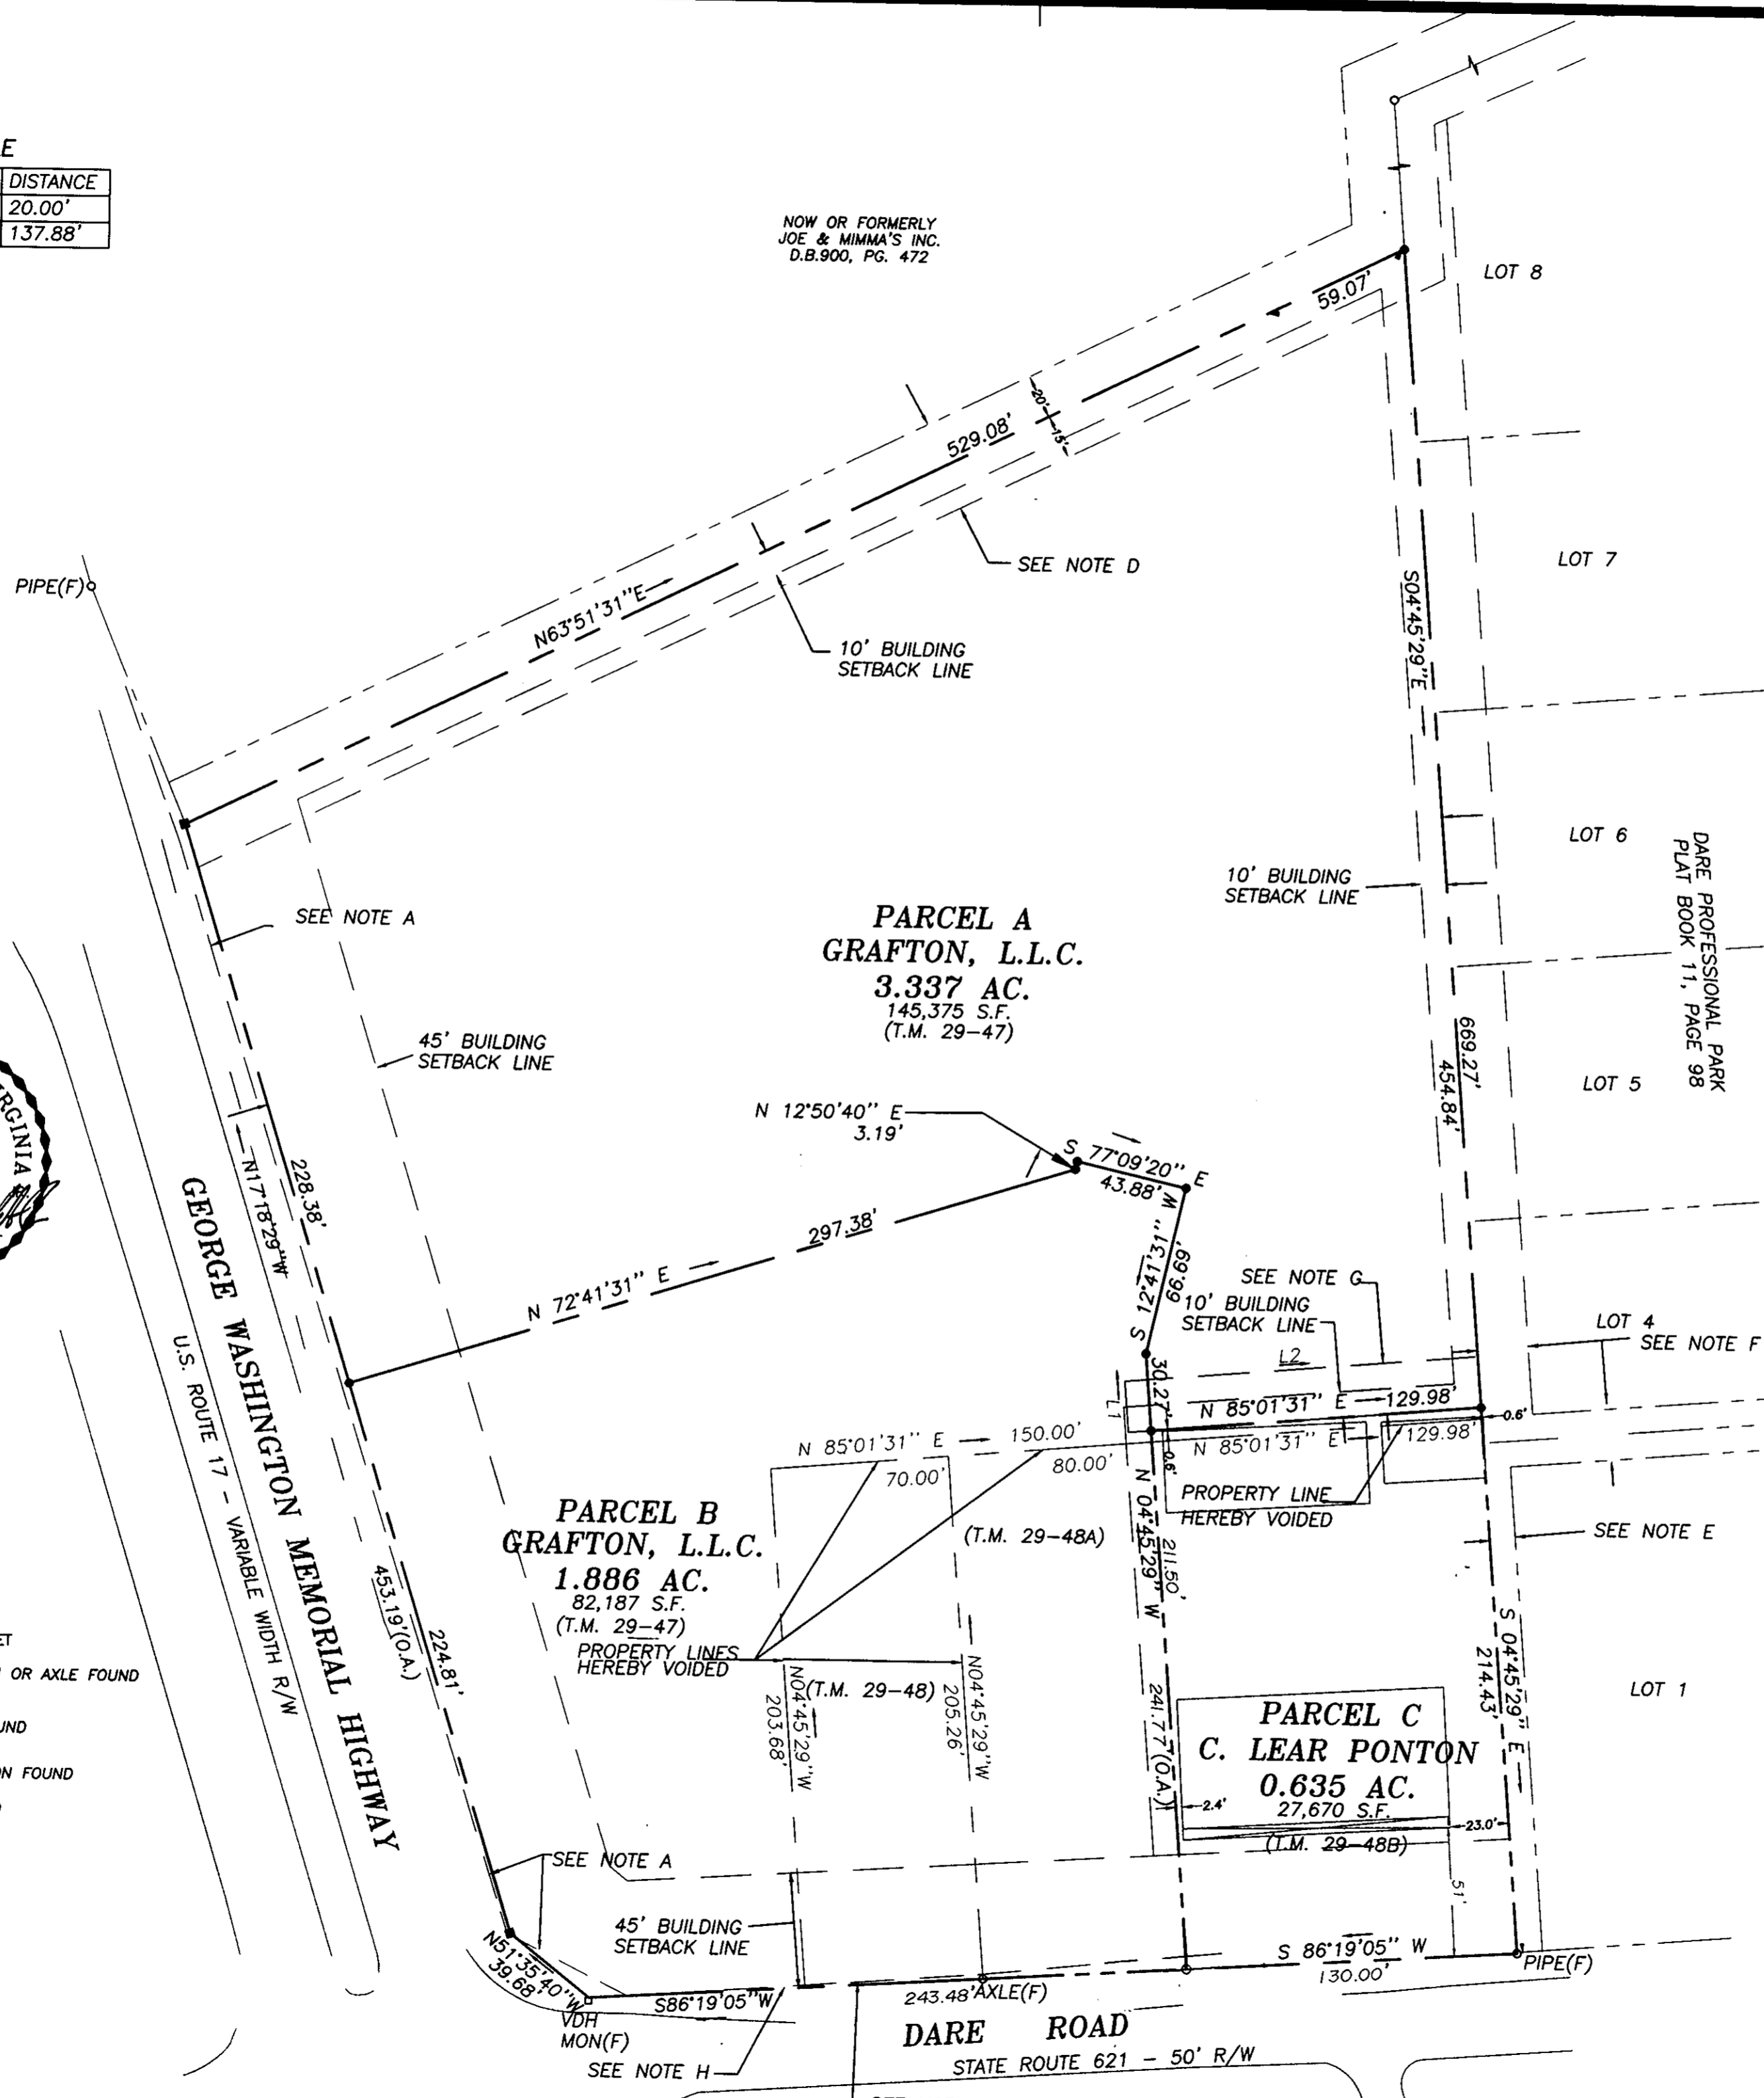 E
DISTANCE
20.00'
137.88'
NOW OR FORMERLY
JOE & MIMMA'S INC.
D.B.900, PG. 472
LOT 8
59.07'
20'
15'
529.08'
SEE NOTE D
LOT 7
PIPE(F)
N63°51'31"E
10' BUILDING
SETBACK LINE
S04°45'29"E
LOT 6
DARE PROFESSIONAL PARK
PLAT BOOK 11, PAGE 98
10' BUILDING
SETBACK LINE
SEE NOTE A
PARCEL A
GRAFTON, L.L.C.
3.337 AC.
145,375 S.F.
(T.M. 29-47)
669.27'
454.84'
45' BUILDING
SETBACK LINE
LOT 5
N 12°50'40" E
3.19'
S 77°09'20" E
43.88'
N17°18'29"W
228.38'
297.38'
N 72°41'31" E
S 12°41'31" W
66.69'
SEE NOTE G
10' BUILDING
SETBACK LINE
LOT 4
SEE NOTE F
L2
L1
30.27'
N 85°01'31" E
129.98'
0.6'
N 85°01'31" E
150.00'
N 85°01'31" E
129.98'
70.00'
80.00'
0.6'
GEORGE WASHINGTON MEMORIAL HIGHWAY
U.S. ROUTE 17 - VARIABLE WIDTH R/W
PROPERTY LINE
HEREBY VOIDED
PARCEL B
GRAFTON, L.L.C.
1.886 AC.
82,187 S.F.
(T.M. 29-47)
(T.M. 29-48A)
SEE NOTE E
N 04°45'29" W
211.50'
PROPERTY LINES
HEREBY VOIDED
453.19'(O.A.)
224.81'
N04°45'29"W
203.68'
(T.M. 29-48)
N04°45'29"W
205.26'
241.77'(O.A.)
S 04°45'29" E
214.43'
LOT 1
OR AXLE FOUND
PARCEL C
C. LEAR PONTON
0.635 AC.
27,670 S.F.
(T.M. 29-48B)
2.4'
23.0'
51'
SEE NOTE A
45' BUILDING
SETBACK LINE
N51°35'40"W
39.68'
S86°19'05"W
VDH
MON(F)
243.48'
AXLE(F)
S 86°19'05" W
130.00'
PIPE(F)
SEE NOTE H
DARE ROAD
STATE ROUTE 621 - 50' R/W
FOUND